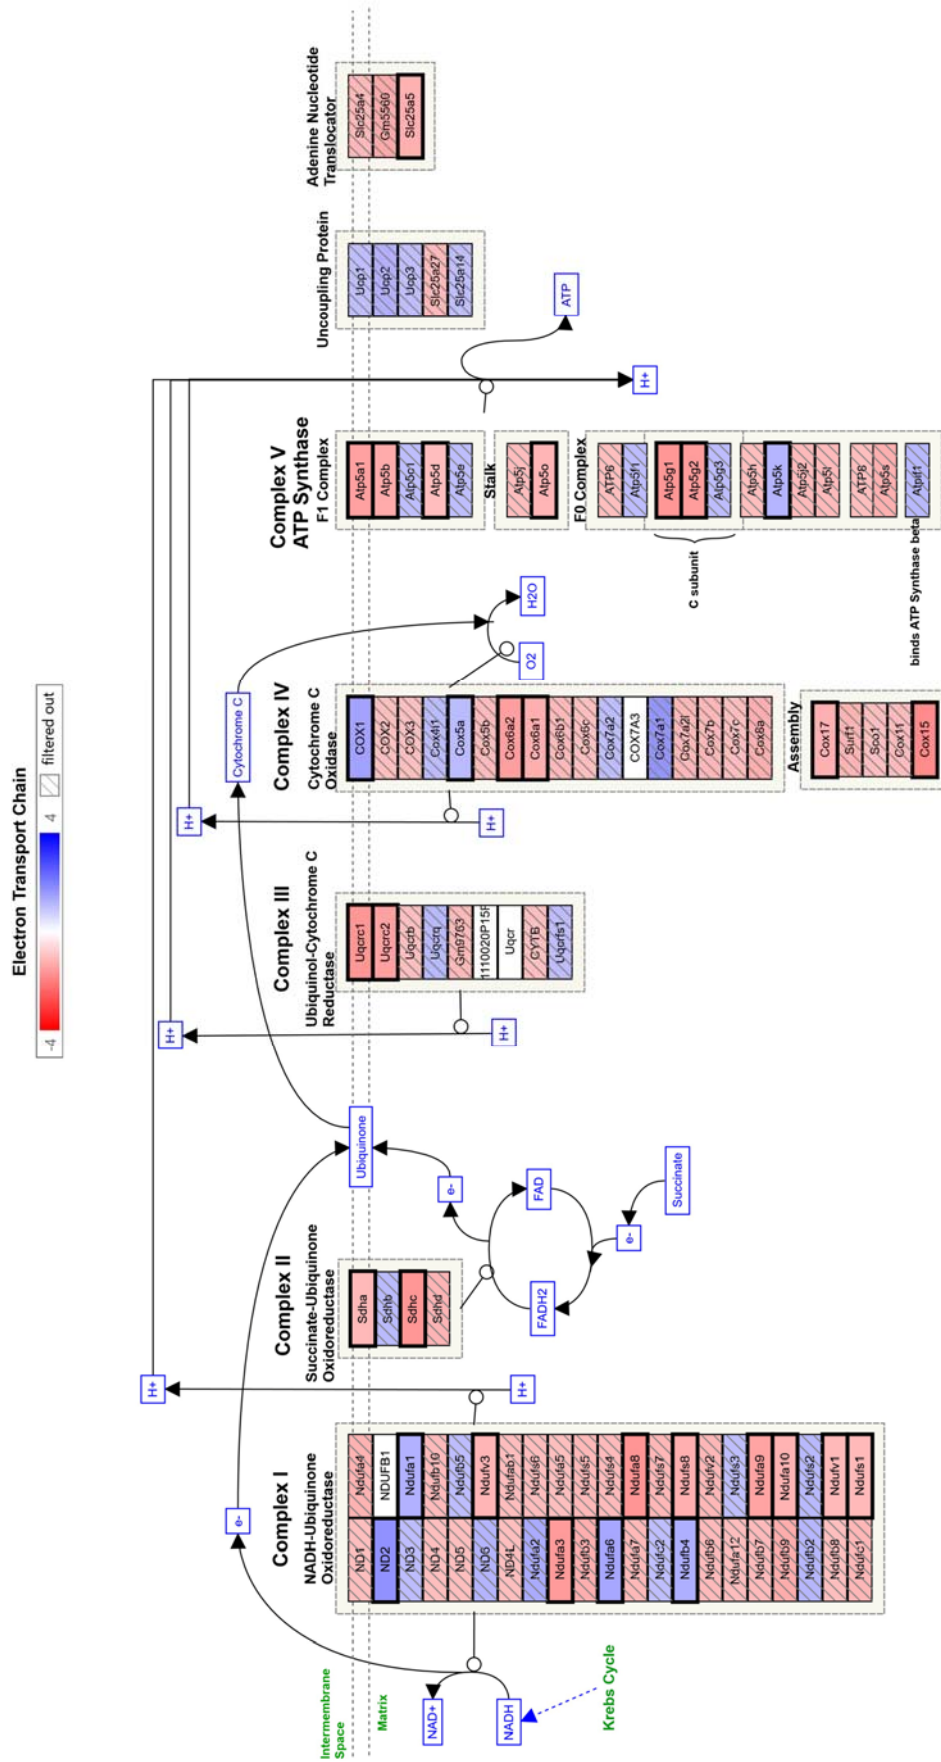 Electron Transport Chain
-4
4
filtered out
Intermembrane
Space
Matrix
NAD+
NADH
Krebs Cycle
e-
Complex I
NADH-Ubiquinone
Oxidoreductase
ND1
Ndufa4
ND2
NDUFB1
ND3
Ndufa1
ND4
Ndufb10
ND5
Ndufb5
ND6
Ndufv3
ND4L
Ndufab1
Ndufa2
Ndufs6
Ndufa3
Ndufa5
Ndufb3
Ndufs5
Ndufa6
Ndufs4
Ndufa7
Ndufa8
Ndufc2
Ndufs7
Ndufb4
Ndufs8
Ndufb6
Ndufv2
Ndufa12
Ndufs3
Ndufb7
Ndufa9
Ndufb9
Ndufa10
Ndufb2
Ndufs2
Ndufb8
Ndufv1
Ndufc1
Ndufs1
H+
H+
Complex II
Succinate-Ubiquinone
Oxidoreductase
Sdha
Sdhb
Sdhc
Sdhd
FADH2
FAD
e-
e-
Succinate
Ubiquinone
H+
H+
Complex III
Ubiquinol-Cytochrome C
Reductase
Uqcrc1
Uqcrc2
Uqcrb
Uqcrq
Gm9763
1110020P15F
Uqcr
CYTB
Uqcrfs1
H+
H+
Cytochrome C
Complex IV
Cytochrome C
Oxidase
COX1
COX2
COX3
Cox4i1
Cox5a
Cox5b
Cox6a2
Cox6a1
Cox6b1
Cox6c
Cox7a2
COX7A3
Cox7a1
Cox7a2l
Cox7b
Cox7c
Cox8a
Assembly
Cox17
Surf1
Sco1
Cox11
Cox15
O2
H2O
Complex V
ATP Synthase
F1 Complex
Atp5a1
Atp5b
Atp5c1
Atp5d
Atp5e
Stalk
Atp5j
Atp5o
F0 Complex
ATP6
Atp5f1
Atp5g1
Atp5g2
Atp5g3
C subunit
Atp5h
Atp5k
Atp5j2
Atp5l
ATP8
Atp5s
Atpif1
binds ATP Synthase beta
H+
ATP
Uncoupling Protein
Ucp1
Ucp2
Ucp3
Slc25a27
Slc25a14
Adenine Nucleotide
Translocator
Slc25a4
Gm5560
Slc25a5